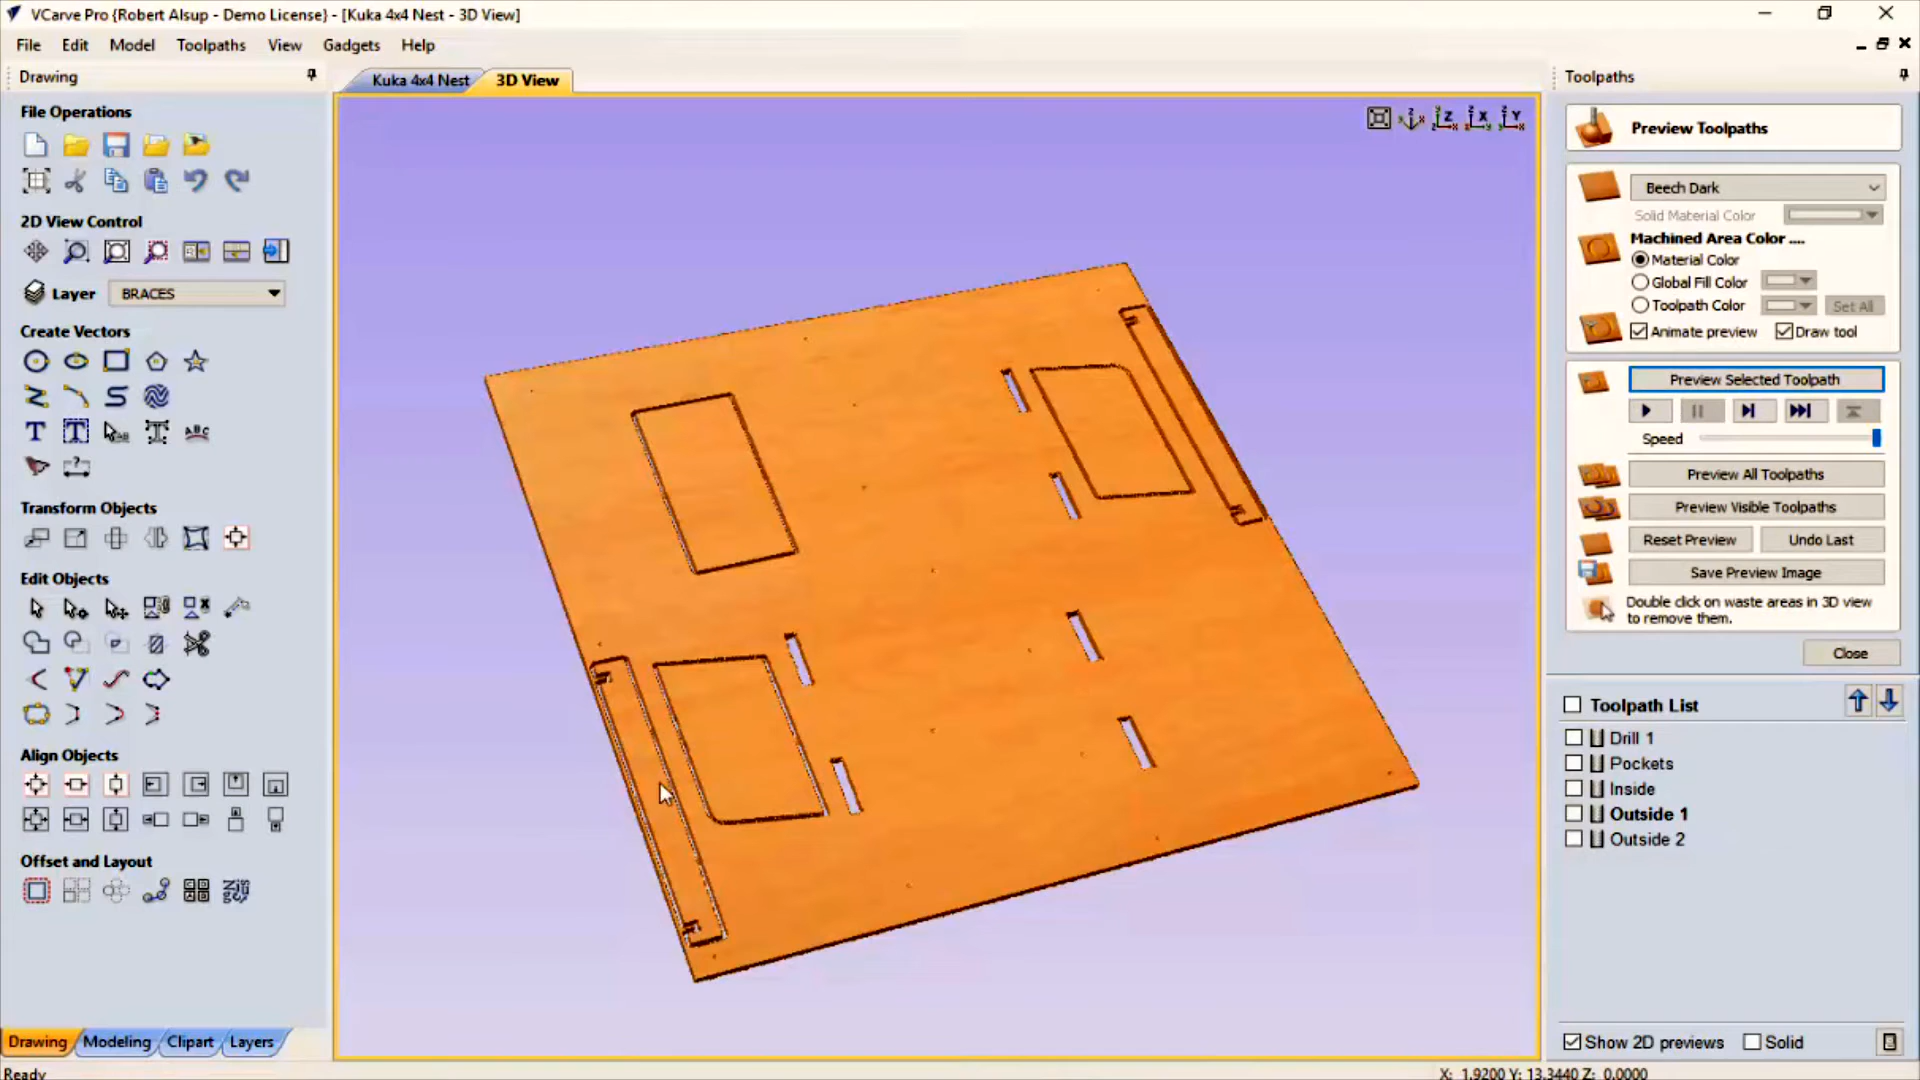 VCarve Pro {Robert Alsup - Demo License} - [Kuka 4x4 Nest - 3D View]
File Edit Model Toolpaths View Gadgets Help
Drawing
Kuka 4x4 Nest
3D View
Toolpaths
File Operations
2D View Control
Layer BRACES
Create Vectors
Transform Objects
Edit Objects
Align Objects
Offset and Layout
Drawing Modeling Clipart Layers
Ready
Preview Toolpaths
Beech Dark
Solid Material Color
Machined Area Color ....
Material Color
Global Fill Color
Toolpath Color Set All
Animate preview Draw tool
Preview Selected Toolpath
Speed
Preview All Toolpaths
Preview Visible Toolpaths
Reset Preview Undo Last
Save Preview Image
Double click on waste areas in 3D view
to remove them.
Close
Toolpath List
Drill 1
Pockets
Inside
Outside 1
Outside 2
Show 2D previews Solid
X: 1.9200 Y: 13.3440 Z: 0.0000